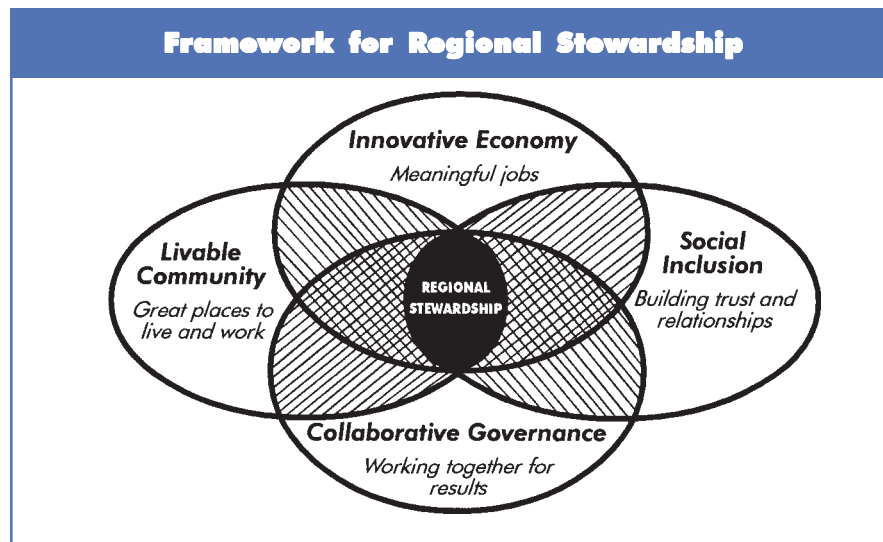 Framework for Regional Stewardship
Innovative Economy
Meaningful jobs
Livable
Community
Great places to
live and work
REGIONAL
STEWARDSHIP
Social
Inclusion
Building trust and
relationships
Collaborative Governance
Working together for
results